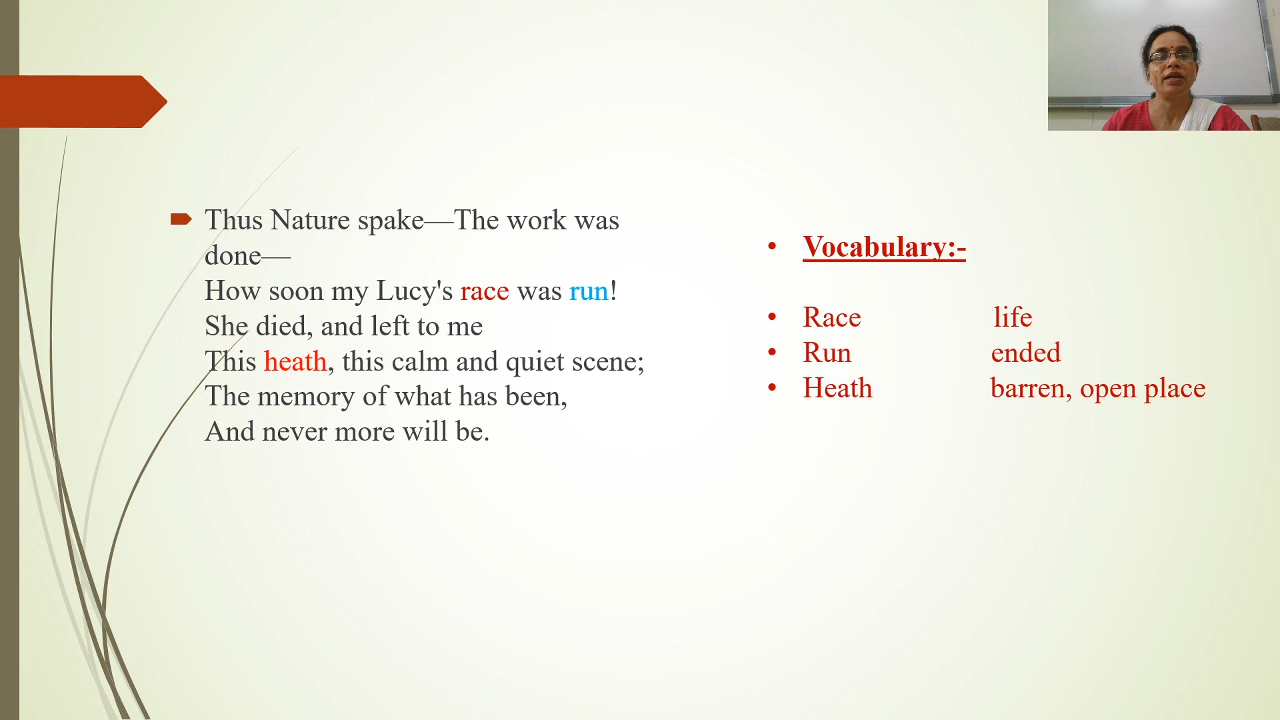 Thus Nature spake—The work was
done—
How soon my Lucy's race was run!
She died, and left to me
This heath, this calm and quiet scene;
The memory of what has been,
And never more will be.
Vocabulary:-
Race life
Run ended
Heath barren, open place